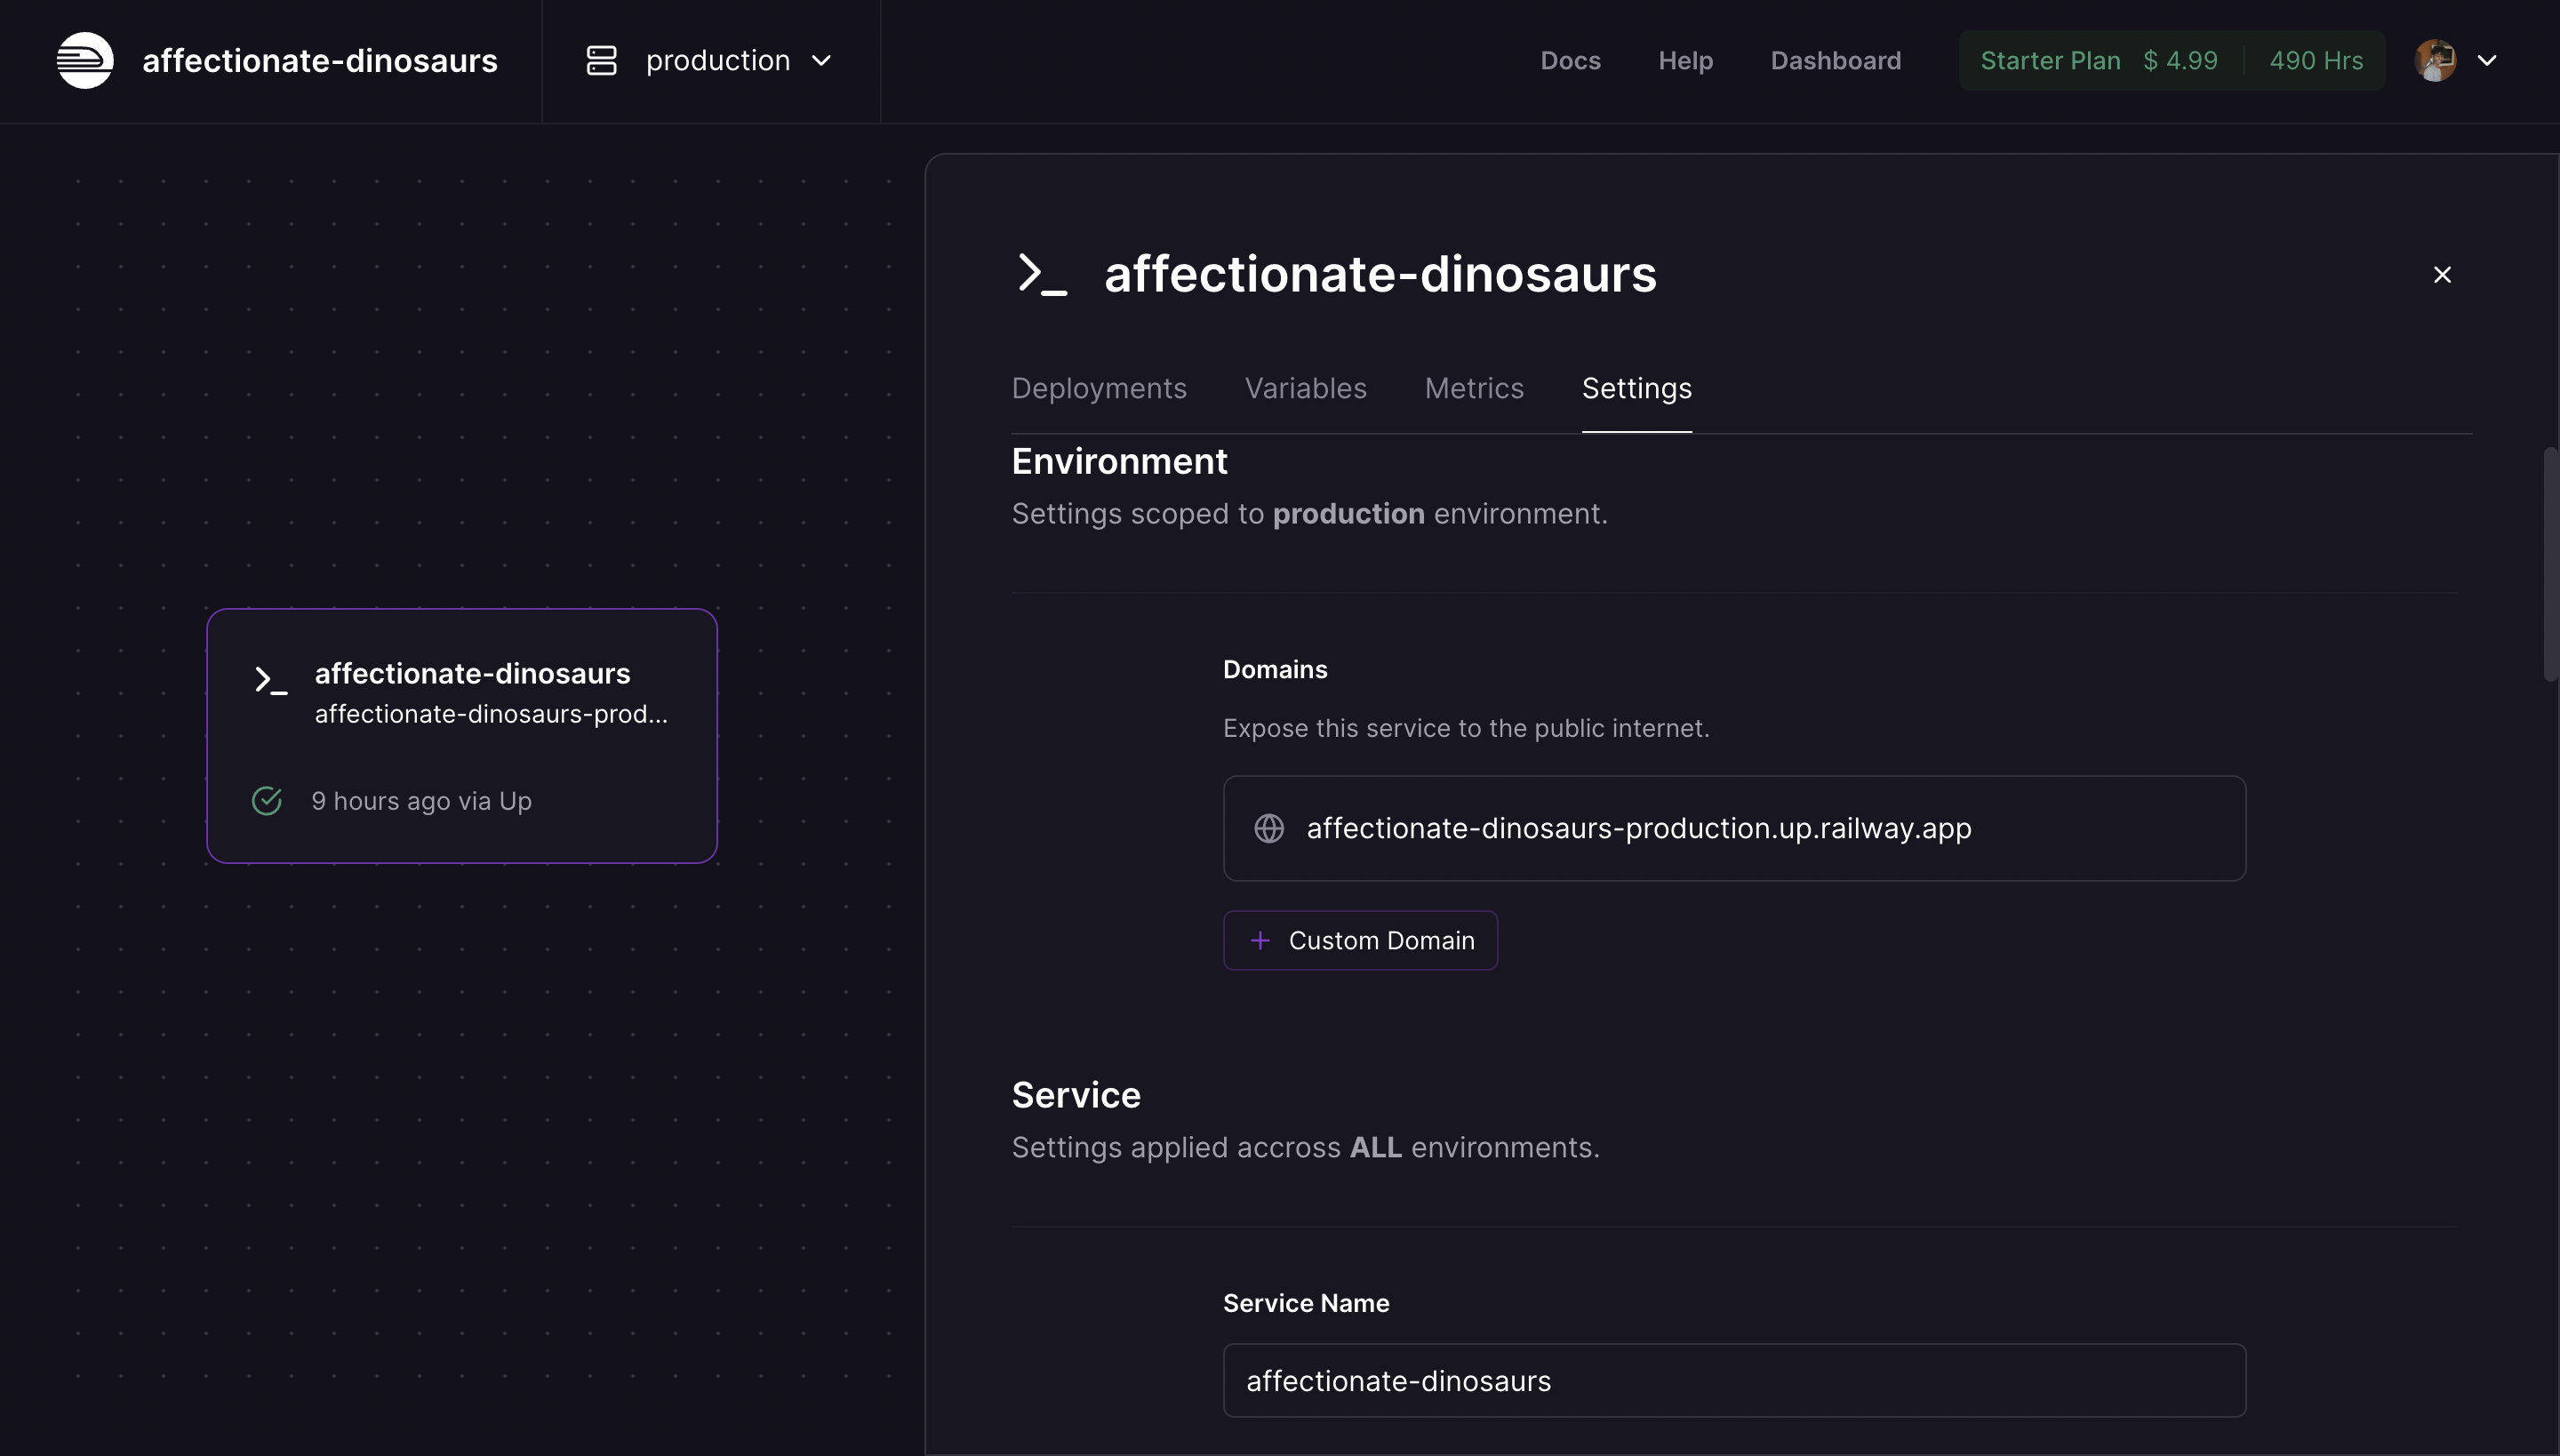 affectionate-dinosaurs
production
Docs
Help
Dashboard
Starter Plan $ 4.99 490 Hrs
affectionate-dinosaurs
affectionate-dinosaurs-prod...
9 hours ago via Up
affectionate-dinosaurs
Deployments
Variables
Metrics
Settings
Environment
Settings scoped to production environment.
Domains
Expose this service to the public internet.
affectionate-dinosaurs-production.up.railway.app
+ Custom Domain
Service
Settings applied accross ALL environments.
Service Name
affectionate-dinosaurs